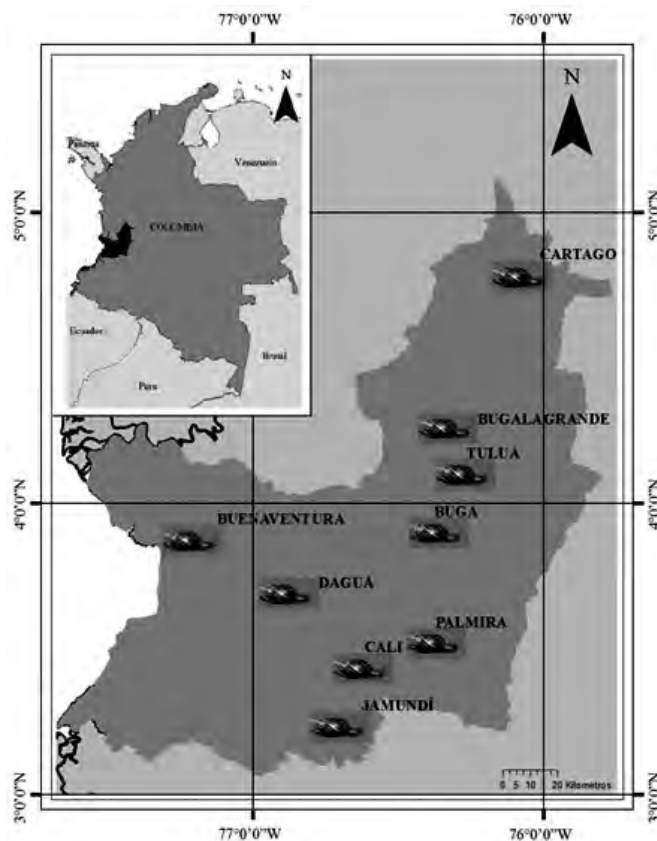 77°0'0"W
76°0'0"W
N
Panama
Venezuela
COLOMBIA
Ecuador
Brasil
Peru
N
5°0'0"N
5°0'0"N
CARTAGO
BUGALAGRANDE
TULUÁ
4°0'0"N
4°0'0"N
BUENAVENTURA
BUGA
DAGUÁ
PALMIRA
CALI
JAMUNDÍ
0 5 10 20 Kilometros
3°0'0"N
3°0'0"N
77°0'0"W
76°0'0"W